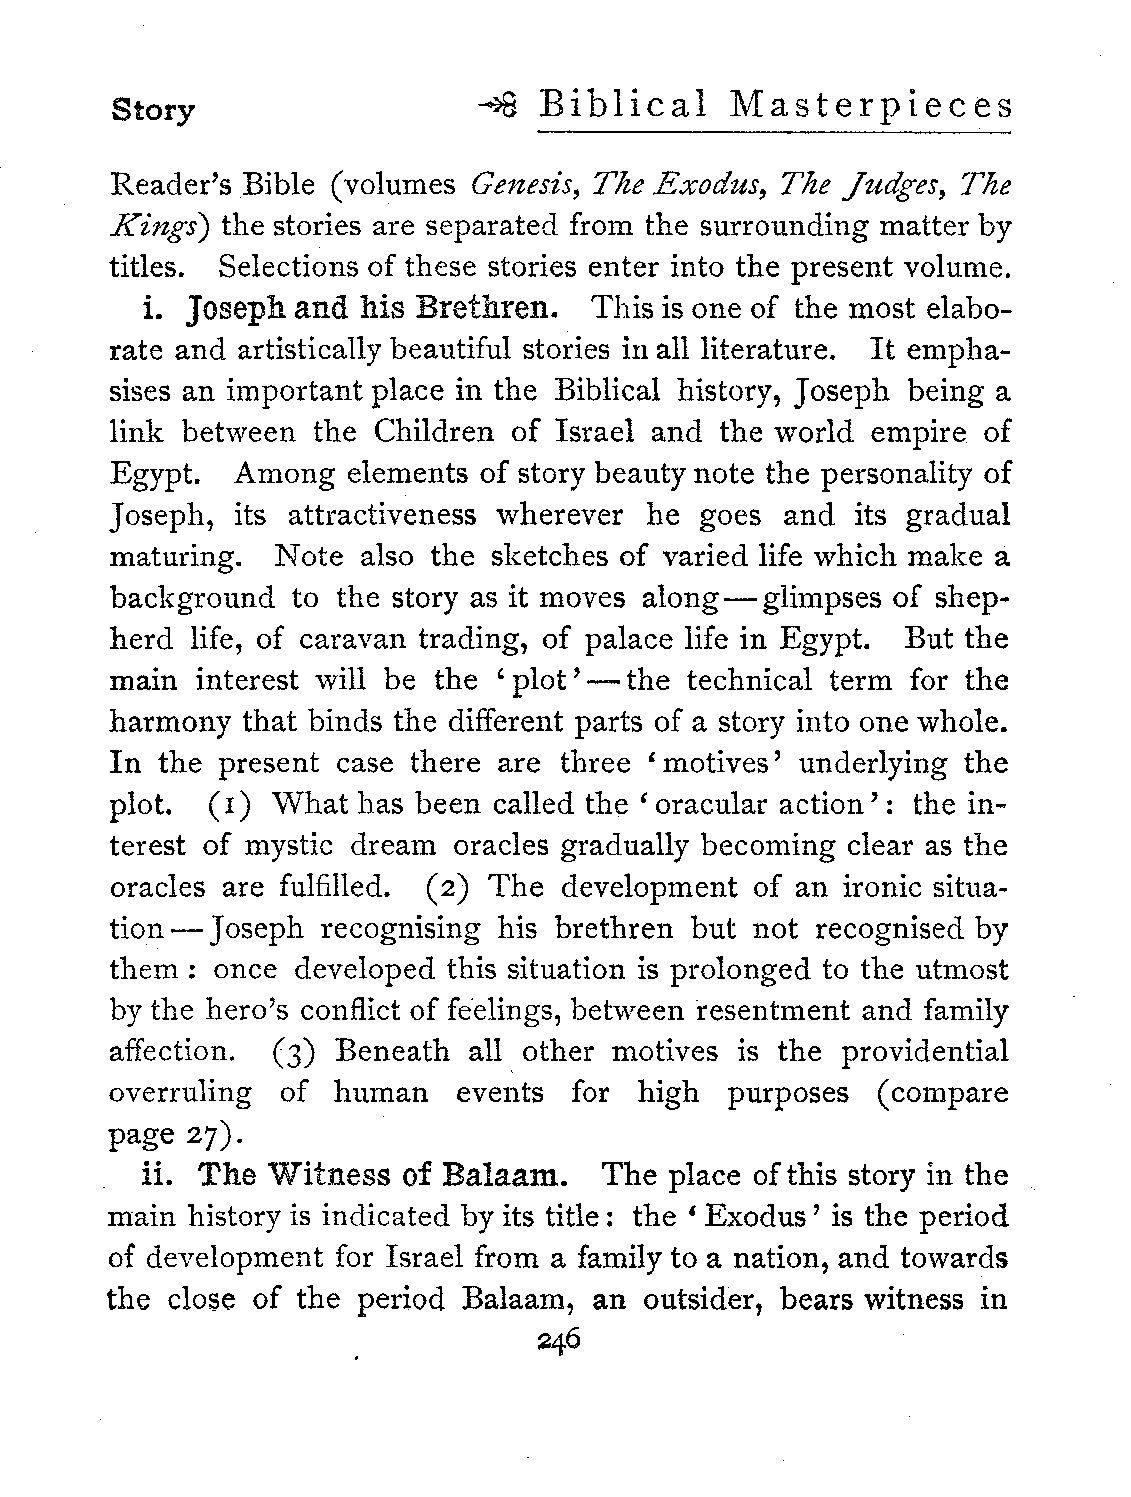 Story Biblical Masterpieces
Reader's Bible (volumes Genesis, The Exodus, The Judges, The
Kings) the stories are separated from the surrounding matter by
titles. Selections of these stories enter into the present volume.
i. Joseph and his Brethren. This is one of the most elabo-
rate and artistically beautiful stories in all literature. It empha-
sises an important place in the Biblical history, Joseph being a
link between the Children of Israel and the world empire of
Egypt. Among elements of story beauty note the personality of
Joseph, its attractiveness wherever he goes and its gradual
maturing. Note also the sketches of varied life which make a
background to the story as it moves along—glimpses of shep-
herd life, of caravan trading, of palace life in Egypt. But the
main interest will be the ‘plot’—the technical term for the
harmony that binds the different parts of a story into one whole.
In the present case there are three ‘motives’ underlying the
plot. (1) What has been called the ‘oracular action’: the in-
terest of mystic dream oracles gradually becoming clear as the
oracles are fulfilled. (2) The development of an ironic situa-
tion—Joseph recognising his brethren but not recognised by
them: once developed this situation is prolonged to the utmost
by the hero's conflict of feelings, between resentment and family
affection. (3) Beneath all other motives is the providential
overruling of human events for high purposes (compare
page 27).
ii. The Witness of Balaam. The place of this story in the
main history is indicated by its title: the ‘Exodus’ is the period
of development for Israel from a family to a nation, and towards
the close of the period Balaam, an outsider, bears witness in
246